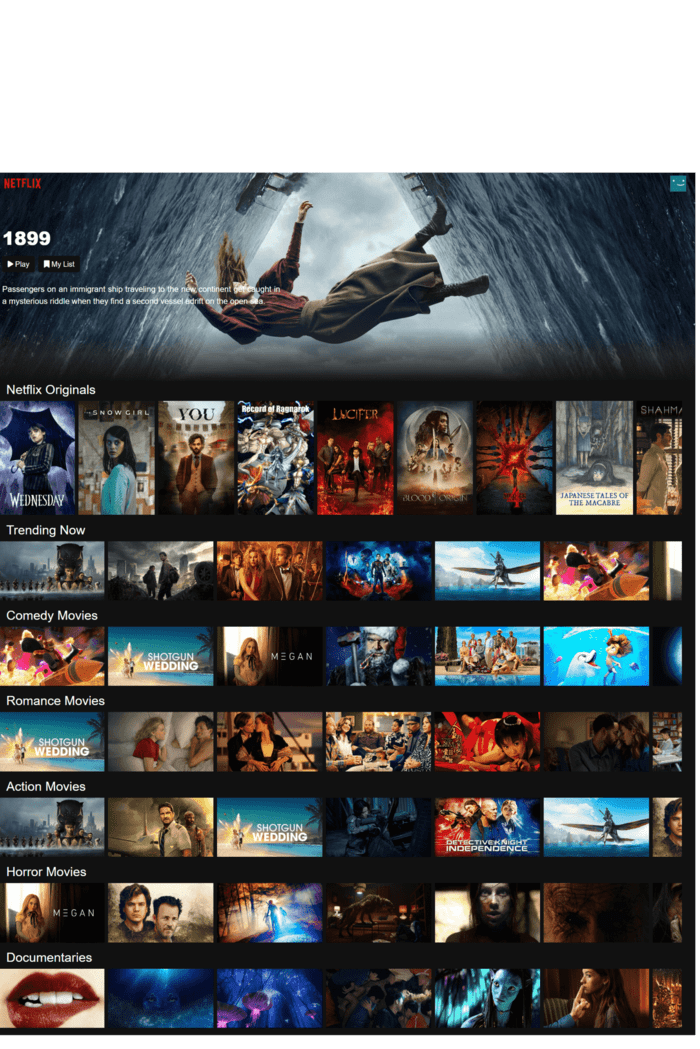 NETFLIX
1899
Play
My List
Passengers on an immigrant ship traveling to the new continent get caught in
a mysterious riddle when they find a second vessel adrift on the open sea.
Netflix Originals
WEDNESDAY
SNOW GIRL
YOU
Record of Ragnarok
LUCIFER
BLOOD ORIGIN
JAPANESE TALES OF
THE MACABRE
SHAHMA
Trending Now
Comedy Movies
SHOTGUN
WEDDING
MEGAN
Romance Movies
SHOTGUN
WEDDING
Action Movies
SHOTGUN
WEDDING
DETECTIVE KNIGHT
INDEPENDENCE
Horror Movies
MEGAN
Documentaries